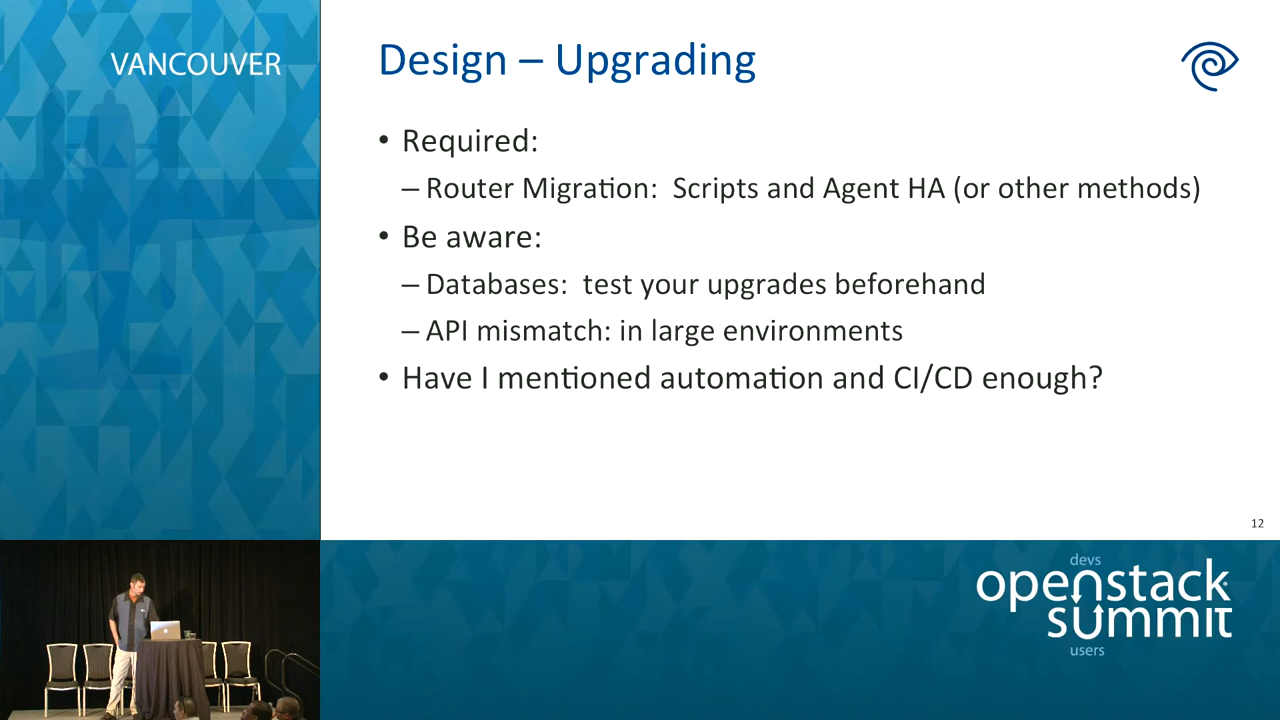 VANCOUVER
Design – Upgrading
• Required:
– Router Migration: Scripts and Agent HA (or other methods)
• Be aware:
– Databases: test your upgrades beforehand
– API mismatch: in large environments
• Have I mentioned automation and CI/CD enough?
12
devs
openstack
summit
users